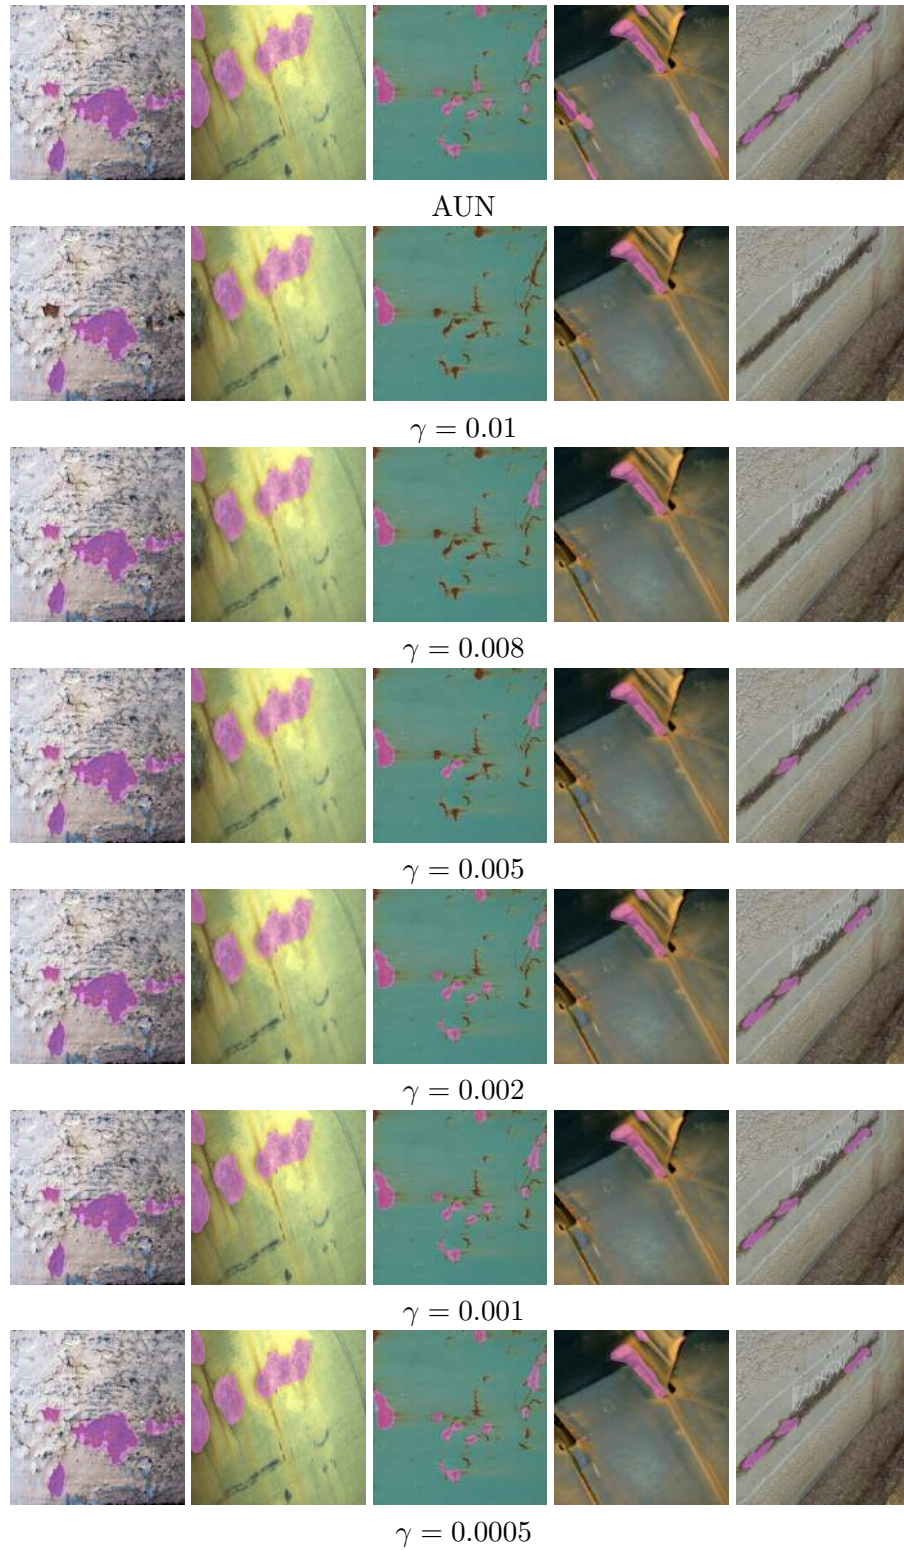 AUN
γ = 0.01
γ = 0.008
γ = 0.005
γ = 0.002
γ = 0.001
γ = 0.0005